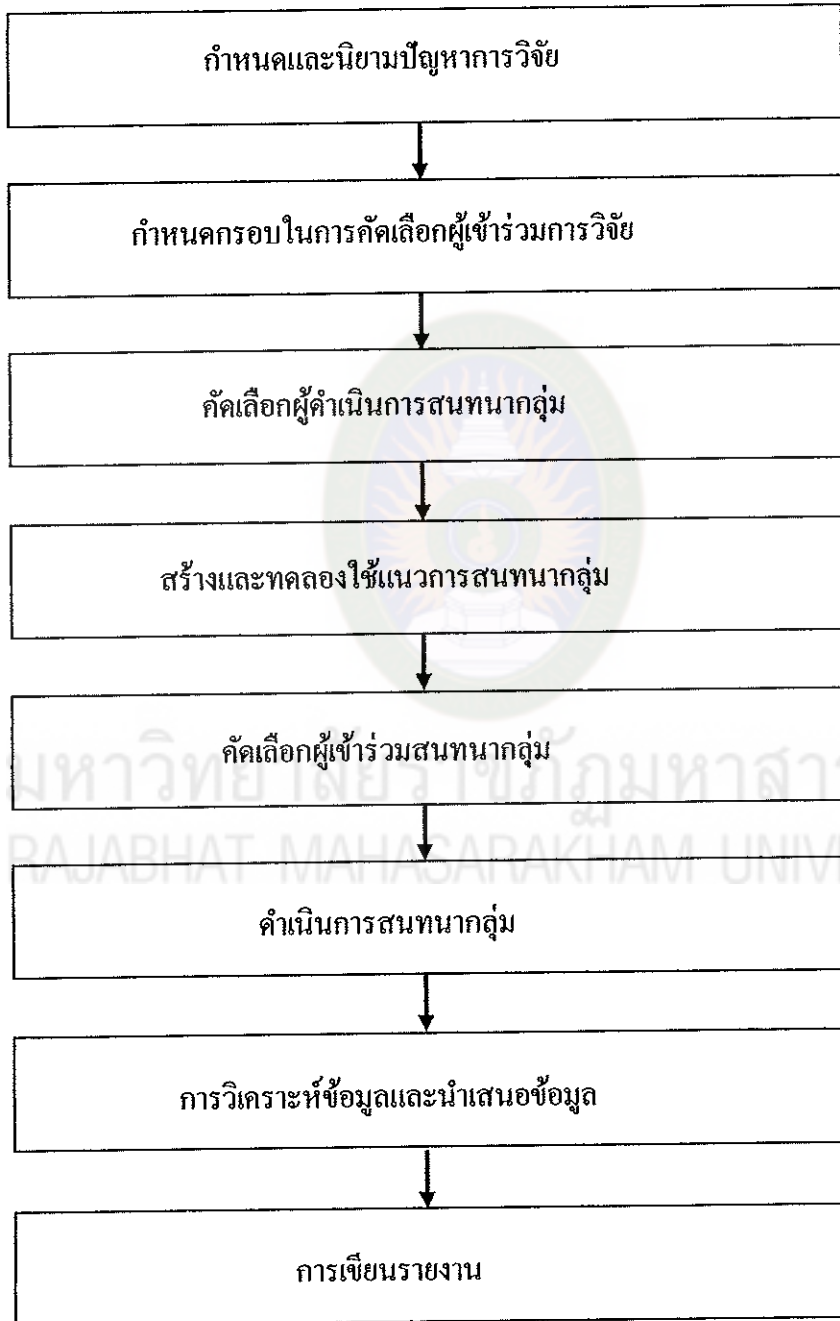 กำหนดและนิยามปัญหาการวิจัย
กำหนดกรอบในการคัดเลือกผู้เข้าร่วมการวิจัย
คัดเลือกผู้ดำเนินการสนทนากลุ่ม
สร้างและทดลองใช้แนวการสนทนากลุ่ม
คัดเลือกผู้เข้าร่วมสนทนากลุ่ม
มหาวิทยาลัยราชภัฏมหาสาร
RAJABHAT MAHASARAKHAM UNIV
ดำเนินการสนทนากลุ่ม
การวิเคราะห์ข้อมูลและนำเสนอข้อมูล
การเขียนรายงาน